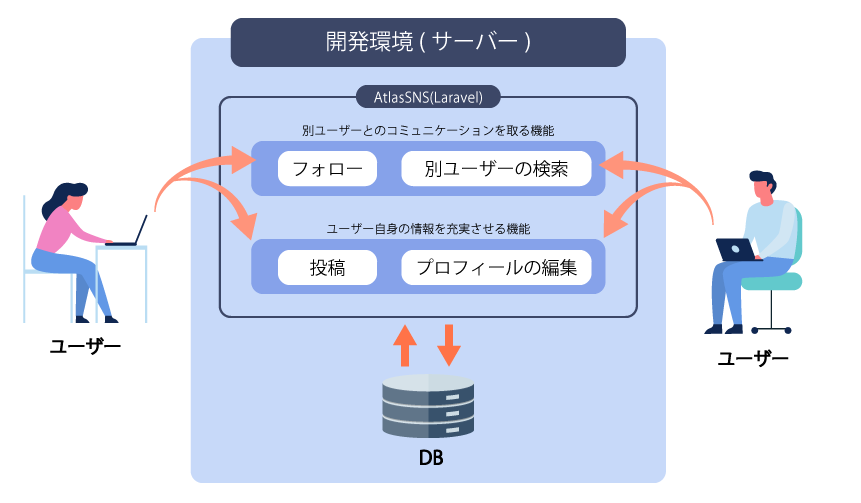 開発環境 ( サーバー )
AtlasSNS(Laravel)
別ユーザーとのコミュニケーションを取る機能
フォロー
別ユーザーの検索
ユーザー自身の情報を充実させる機能
投稿
プロフィールの編集
ユーザー
ユーザー
DB